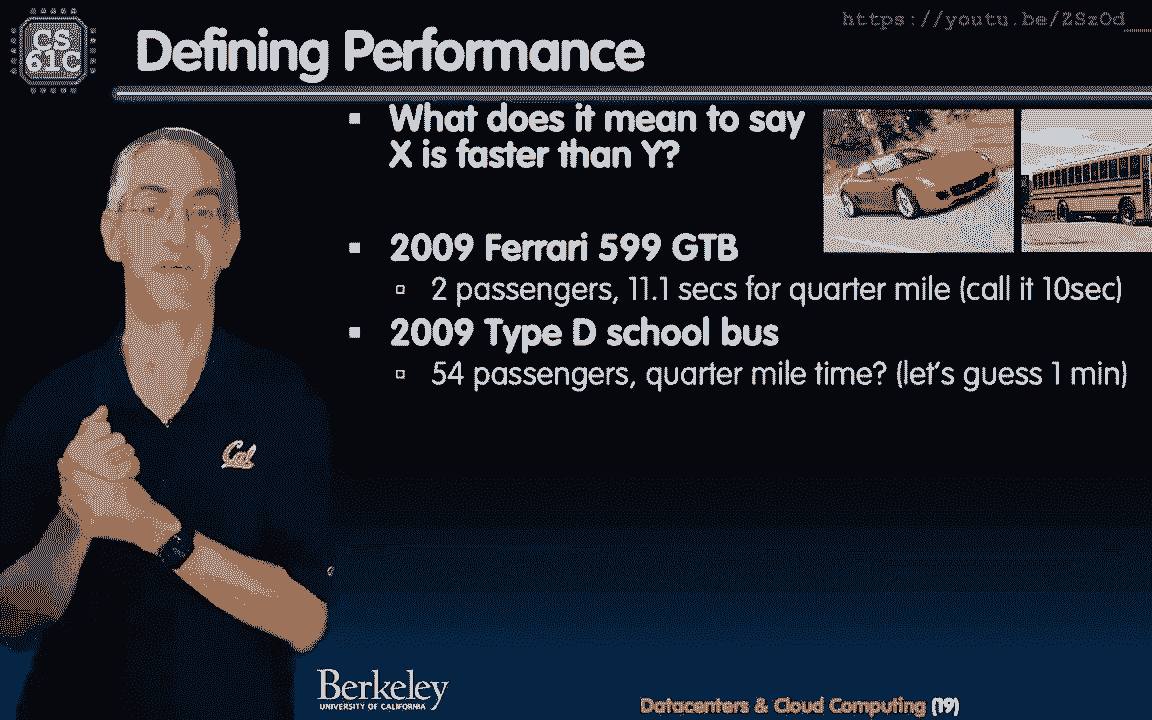 https://youtu.be/2SzOd
CS
61C
Defining Performance
▪ What does it mean to say
X is faster than Y?
▪ 2009 Ferrari 599 GTB
▫ 2 passengers, 11.1 secs for quarter mile (call it 10sec)
▪ 2009 Type D school bus
▫ 54 passengers, quarter mile time? (let's guess 1 min)
Cal
Berkeley
UNIVERSITY OF CALIFORNIA
Datacenters & Cloud Computing (19)